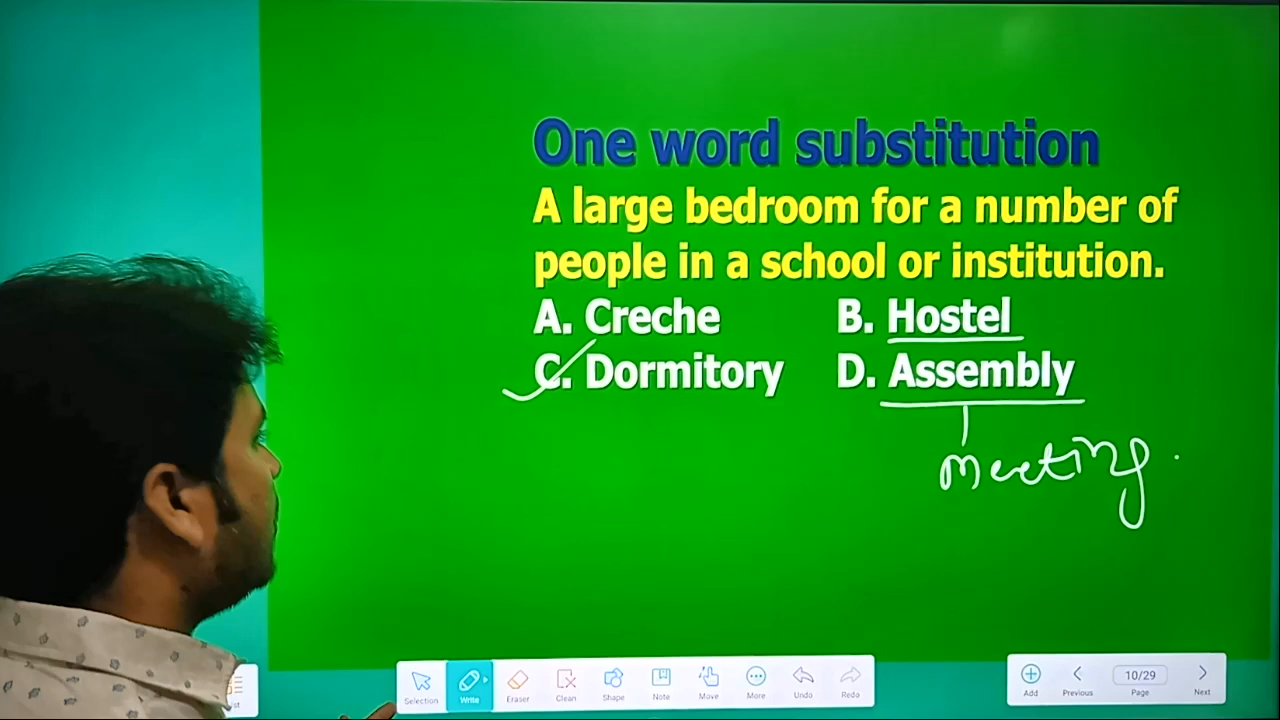 One word substitution
A large bedroom for a number of
people in a school or institution.
A. Creche B. Hostel
C. Dormitory D. Assembly
meeting.
Selection Write Eraser Clean Shape Note Move More Undo Redo
Add Previous 10/29 Page Next